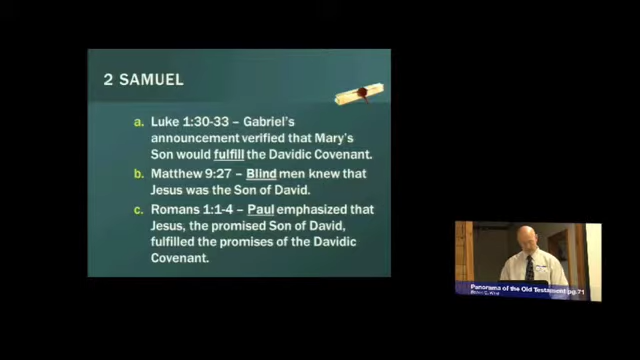 2 SAMUEL
a. Luke 1:30-33 – Gabriel's
announcement verified that Mary's
Son would fulfill the Davidic Covenant.
b. Matthew 9:27 – Blind men knew that
Jesus was the Son of David.
c. Romans 1:1-4 – Paul emphasized that
Jesus, the promised Son of David,
fulfilled the promises of the Davidic
Covenant.
Panorama of the Old Testament pg.71